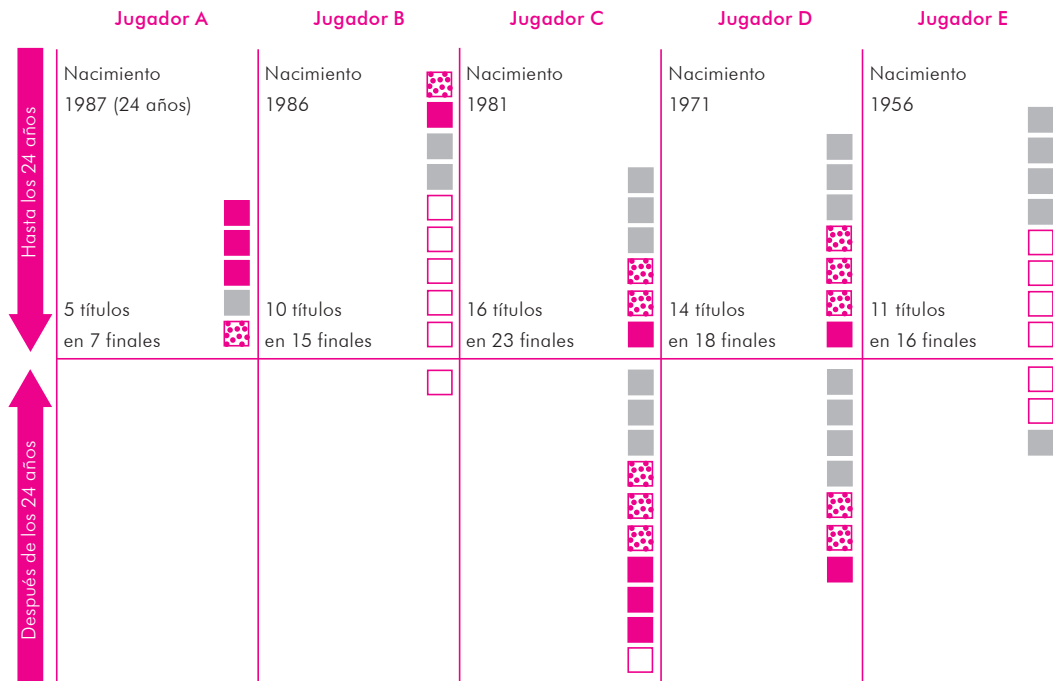 Jugador A
Jugador B
Jugador C
Jugador D
Jugador E
Hasta los 24 años
Nacimiento
1987 (24 años)
5 títulos
en 7 finales
Nacimiento
1986
10 títulos
en 15 finales
Nacimiento
1981
16 títulos
en 23 finales
Nacimiento
1971
14 títulos
en 18 finales
Nacimiento
1956
11 títulos
en 16 finales
Después de los 24 años